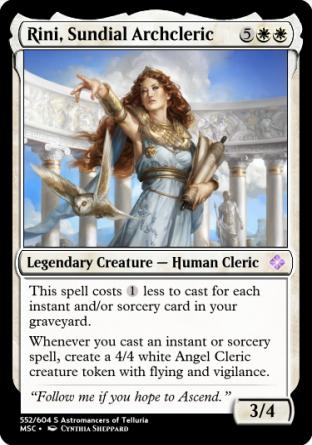 Rini, Sundial Archcleric 5
Legendary Creature — Human Cleric
This spell costs 1 less to cast for each
instant and/or sorcery card in your
graveyard.
Whenever you cast an instant or sorcery
spell, create a 4/4 white Angel Cleric
creature token with flying and vigilance.
“Follow me if you hope to Ascend.”
3/4
552/604 S Astromancers of Telluria
MSC • Cynthia Sheppard